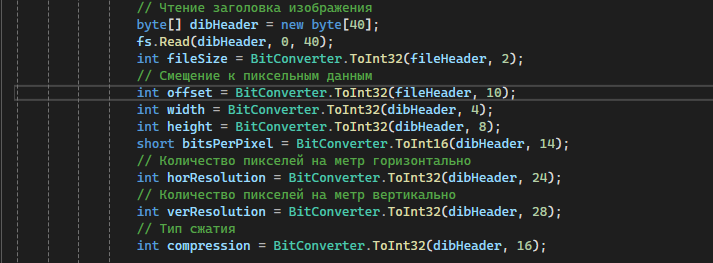 // Чтение заголовка изображения
byte[] dibHeader = new byte[40];
fs.Read(dibHeader, 0, 40);
int fileSize = BitConverter.ToInt32(fileHeader, 2);
// Смещение к пиксельным данным
int offset = BitConverter.ToInt32(fileHeader, 10);
int width = BitConverter.ToInt32(dibHeader, 4);
int height = BitConverter.ToInt32(dibHeader, 8);
short bitsPerPixel = BitConverter.ToInt16(dibHeader, 14);
// Количество пикселей на метр горизонтально
int horResolution = BitConverter.ToInt32(dibHeader, 24);
// Количество пикселей на метр вертикально
int verResolution = BitConverter.ToInt32(dibHeader, 28);
// Тип сжатия
int compression = BitConverter.ToInt32(dibHeader, 16);